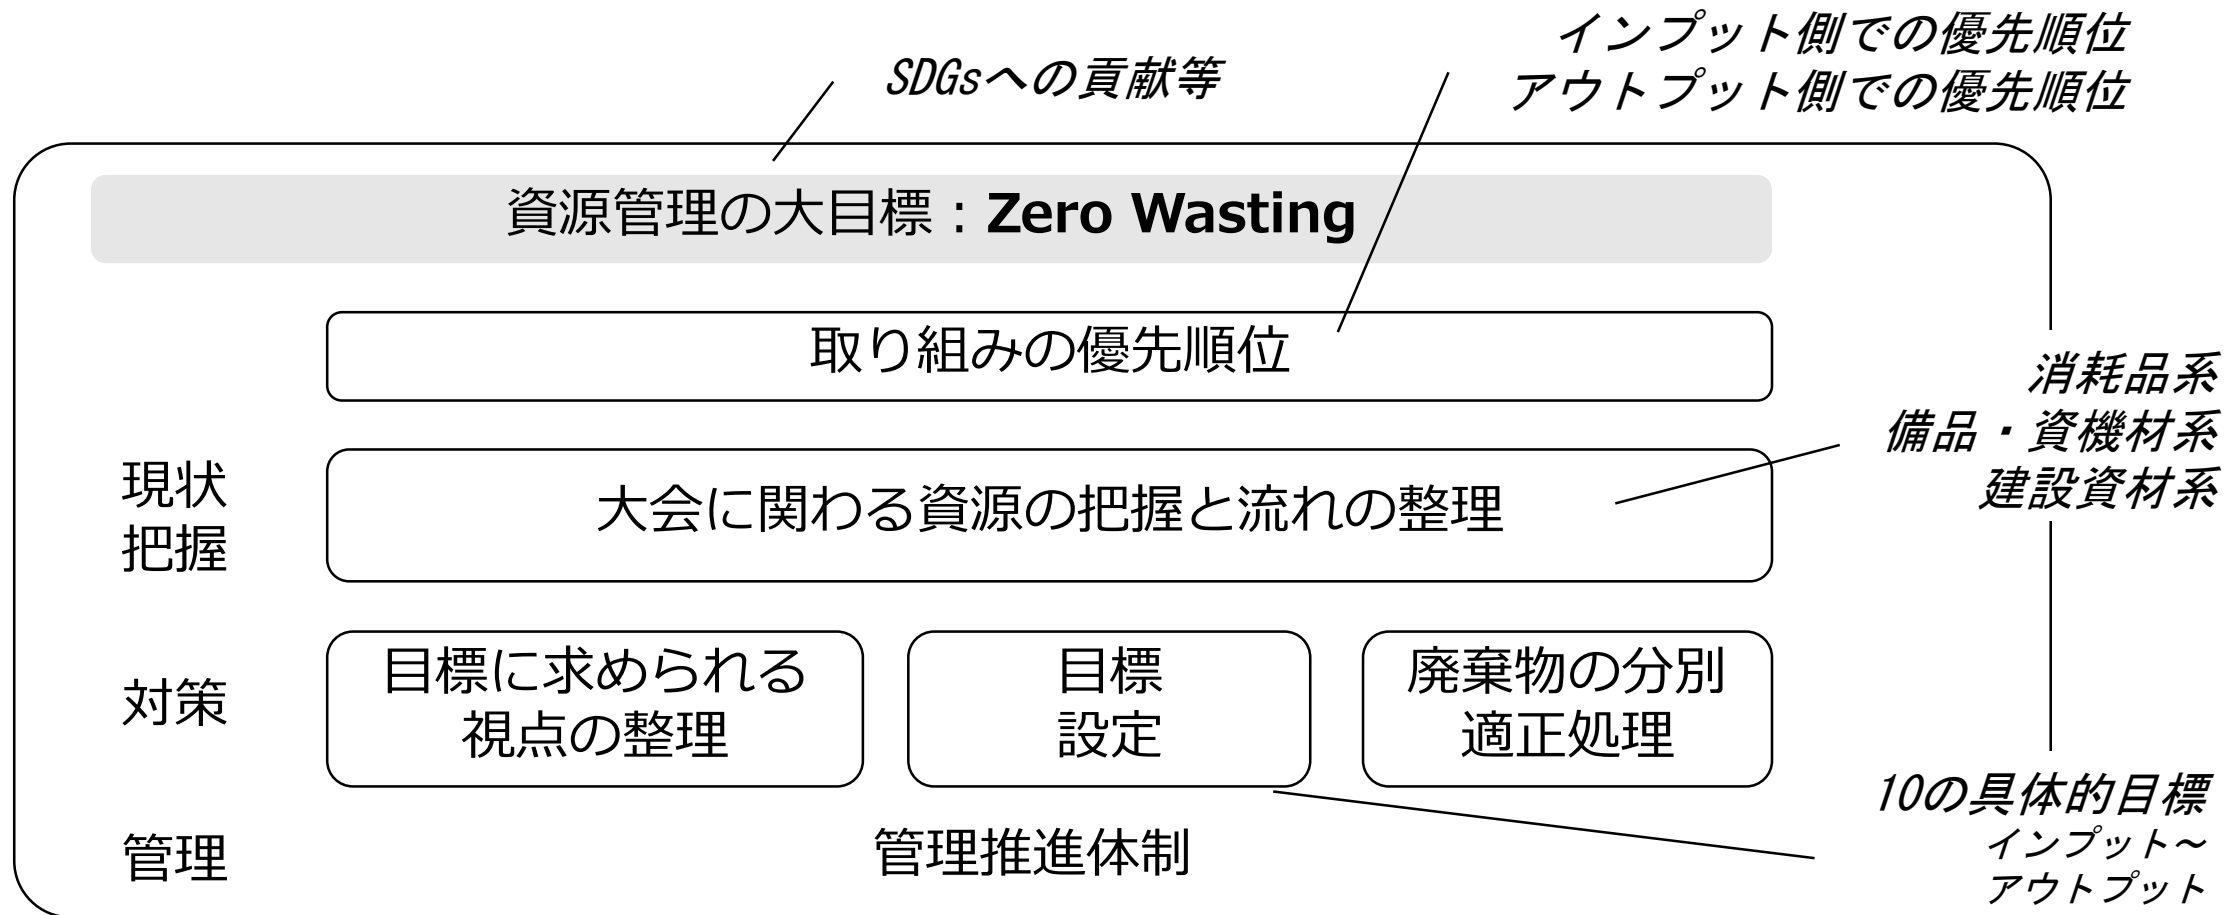 インプット側での優先順位
SDGsへの貢献等
アウトプット側での優先順位
資源管理の大目標：Zero Wasting
取り組みの優先順位
消耗品系
備品・資機材系
建設資材系
現状
把握
大会に関わる資源の把握と流れの整理
対策
目標に求められる
視点の整理
目標
設定
廃棄物の分別
適正処理
10の具体的目標
インプット～
アウトプット
管理
管理推進体制